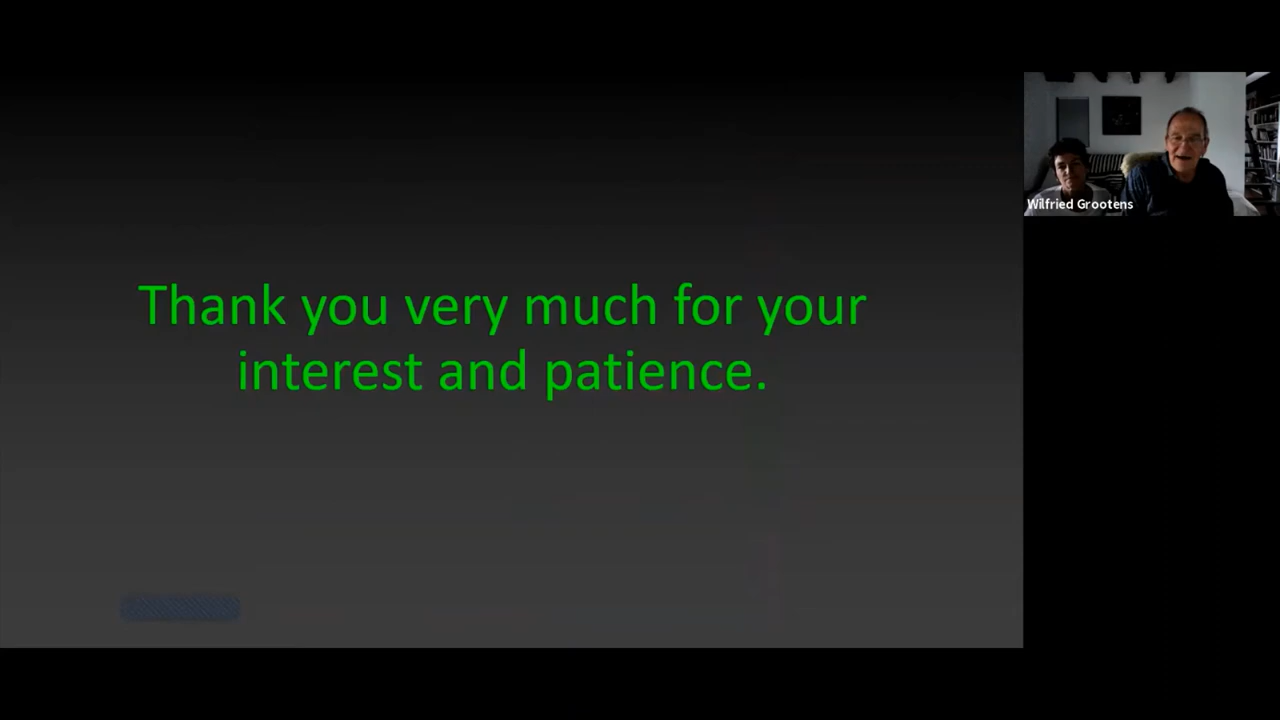 Thank you very much for your
interest and patience.
Wilfried Grootens